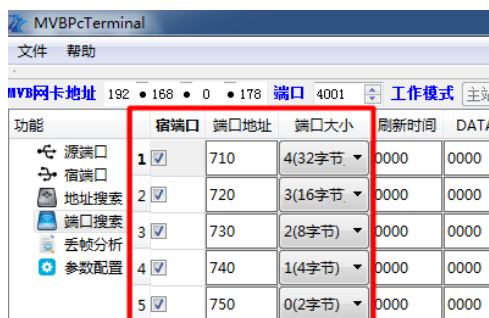 MVBPcTerminal
文件 帮助
MVB网卡地址 192 • 168 • 0 • 178 端口 4001 工作模式 主站
功能 宿端口 端口地址 端口大小 刷新时间 DATA
源端口
宿端口
地址搜索
端口搜索
丢帧分析
参数配置
1 710 4(32字节) 0000 0000
2 720 3(16字节) 0000 0000
3 730 2(8字节) 0000 0000
4 740 1(4字节) 0000 0000
5 750 0(2字节) 0000 0000